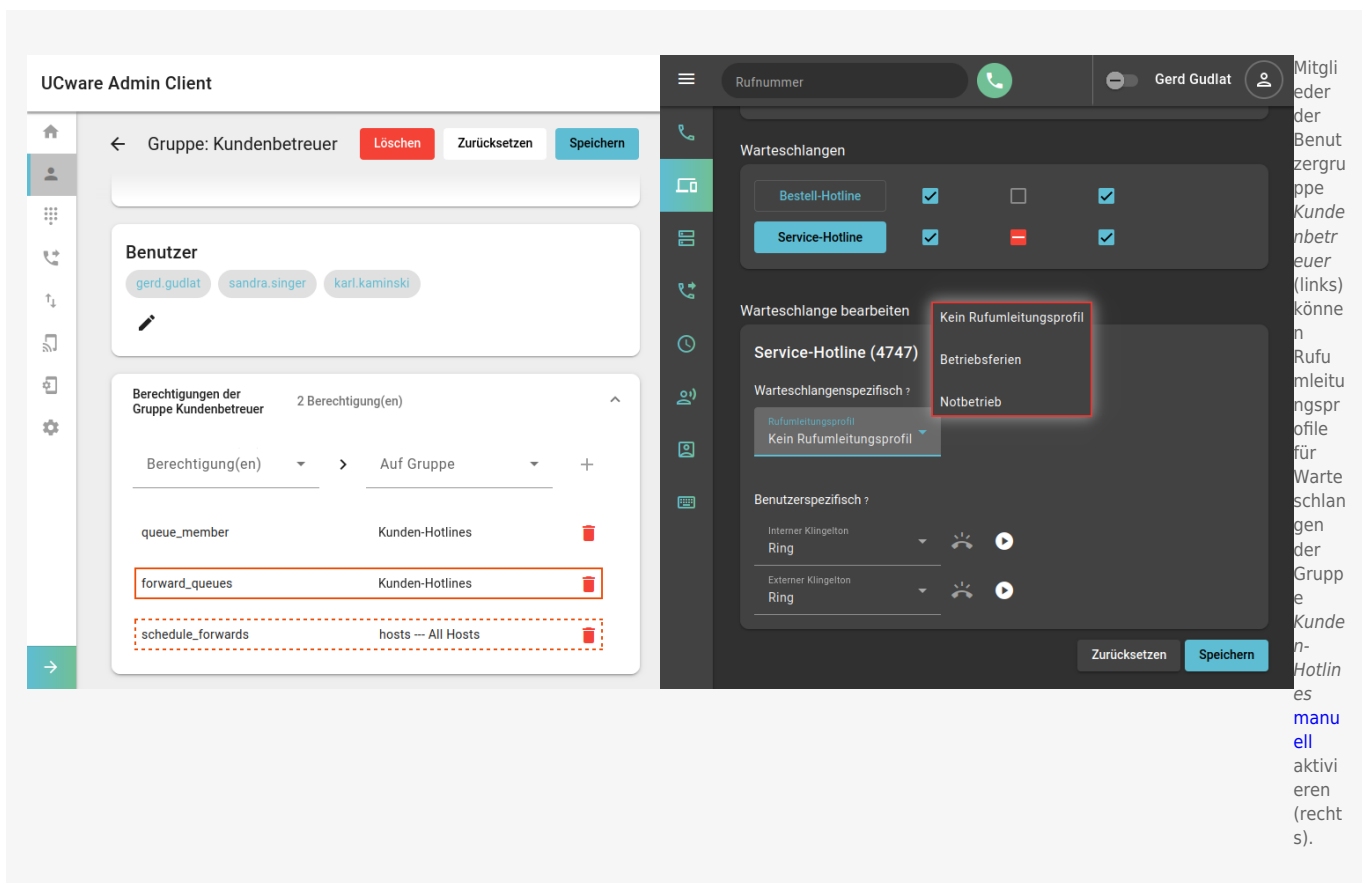 UCware Admin Client
Gruppe: Kundenbetreuer
Löschen
Zurücksetzen
Speichern
Benutzer
gerd.gudlat
sandra.singer
karl.kaminski
Berechtigungen der
Gruppe Kundenbetreuer
2 Berechtigung(en)
Berechtigung(en)
Auf Gruppe
queue_member Kunden-Hotlines
forward_queues Kunden-Hotlines
schedule_forwards hosts --- All Hosts
Rufnummer
Gerd Gudlat
Warteschlangen
Bestell-Hotline
Service-Hotline
Warteschlange bearbeiten
Kein Rufumleitungsprofil
Betriebsferien
Notbetrieb
Service-Hotline (4747)
Warteschlangenspezifisch ?
Rufumleitungsprofil
Kein Rufumleitungsprofil
Benutzerspezifisch ?
Interner Klingelton
Ring
Externer Klingelton
Ring
Zurücksetzen
Speichern
Mitgli
eder
der
Benut
zergru
ppe
Kunde
nbetr
euer
(links)
könne
n
Rufu
mleitu
ngspr
ofile
für
Warte
schlan
gen
der
Grupp
e
Kunde
n-
Hotlin
es
manu
ell
aktivi
eren
(recht
s).